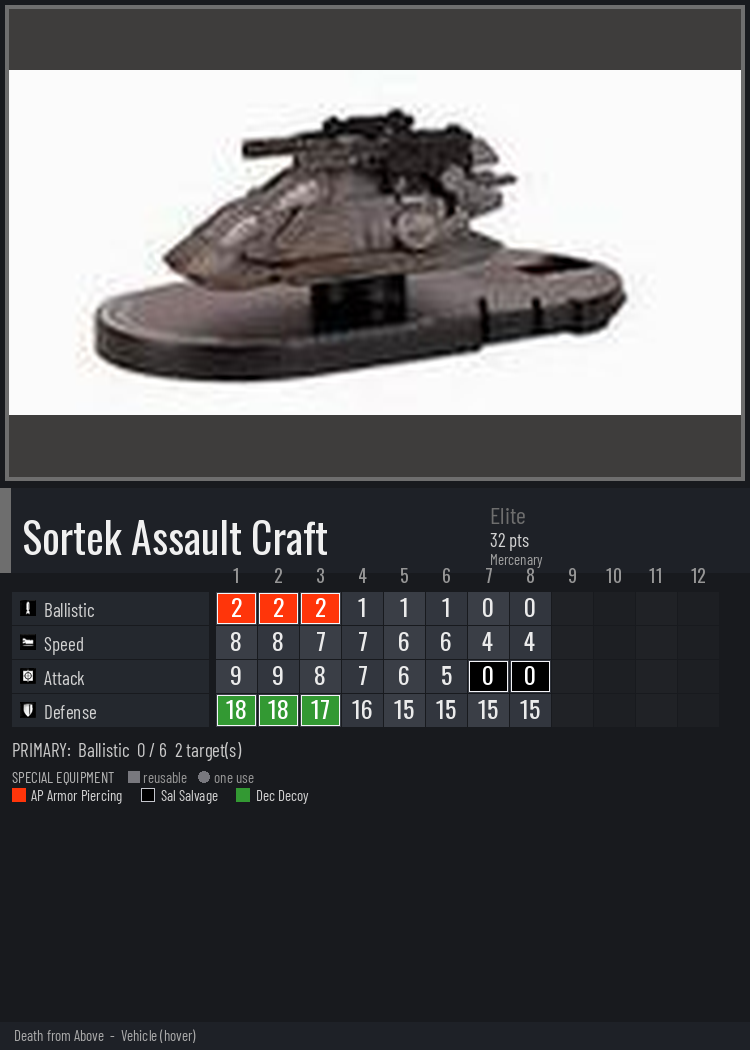 Sortek Assault Craft
Elite
32 pts
Mercenary
1 2 3 4 5 6 7 8 9 10 11 12
Ballistic 2 2 2 1 1 1 0 0
Speed 8 8 7 7 6 6 4 4
Attack 9 9 8 7 6 5 0 0
Defense 18 18 17 16 15 15 15 15
PRIMARY: Ballistic 0 / 6 2 target(s)
SPECIAL EQUIPMENT reusable one use
AP Armor Piercing Sal Salvage Dec Decoy
Death from Above - Vehicle (hover)